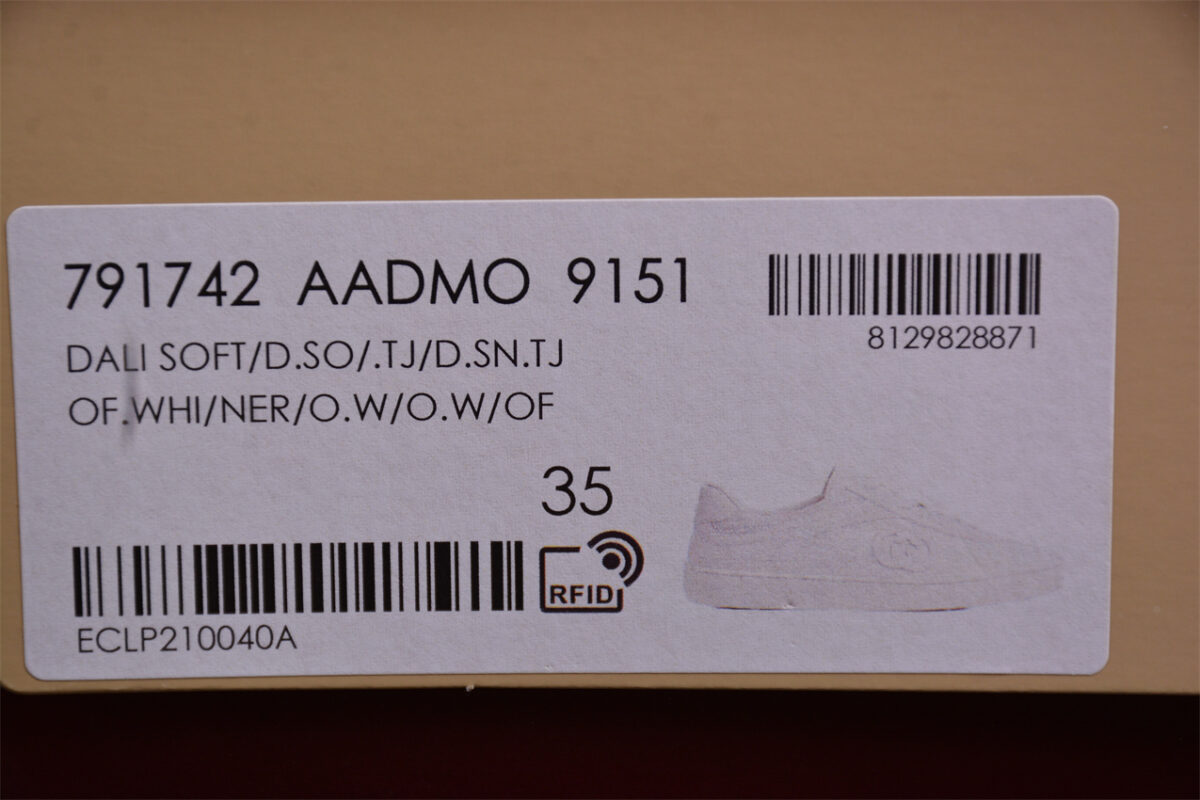 791742 AADMO 9151
8129828871
DALI SOFT/D.SO/.TJ/D.SN.TJ
OF.WHI/NER/O.W/O.W/OF
35
RFID
ECLP210040A